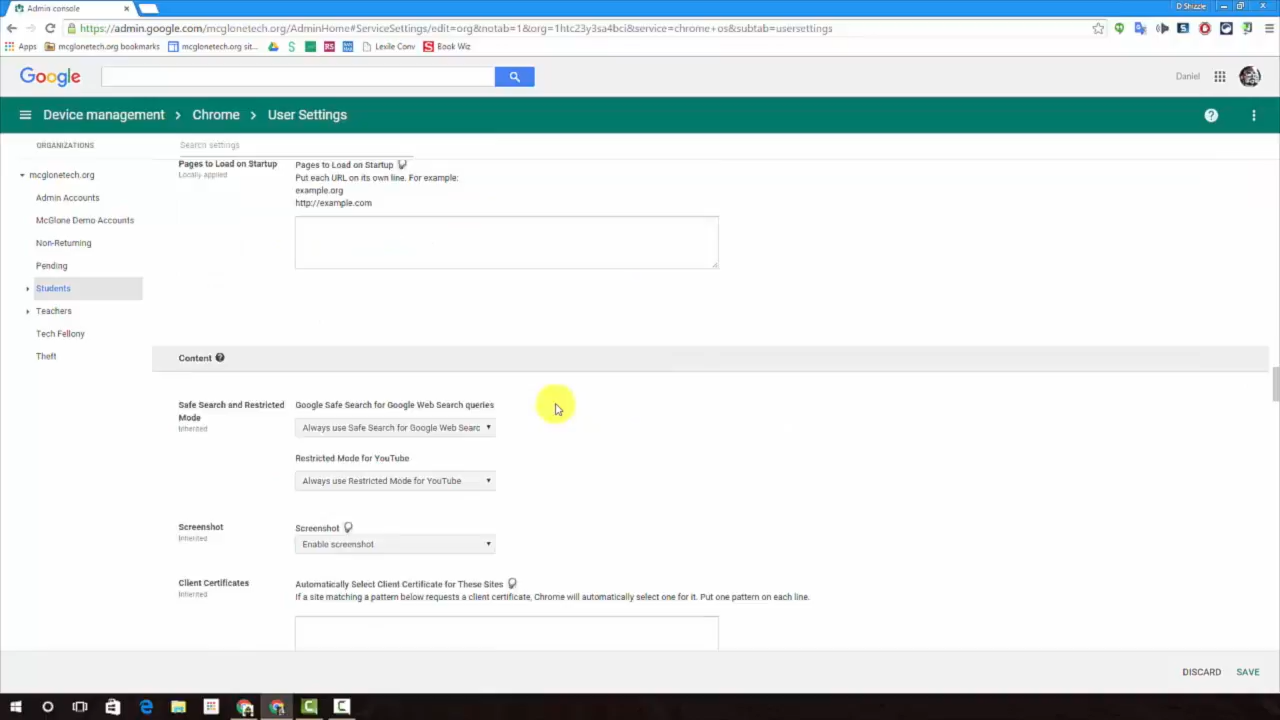 Admin console
D Shizzle
https://admin.google.com/mcglonetech.org/AdminHome#ServiceSettings/edit=org&notab=1&org=1htc23y3sa4bci&service=chrome+os&subtab=usersettings
Apps
mcglonetech.org bookmarks
mcglonetech.org sit...
Lexile Conv
Book Wiz
Google
Daniel
Device management > Chrome > User Settings
ORGANIZATIONS
Search settings
mcglonetech.org
Admin Accounts
McGlone Demo Accounts
Non-Returning
Pending
Students
Teachers
Tech Fellony
Theft
Pages to Load on Startup
Locally applied
Pages to Load on Startup
Put each URL on its own line. For example:
example.org
http://example.com
Content
Safe Search and Restricted
Mode
Inherited
Google Safe Search for Google Web Search queries
Always use Safe Search for Google Web Searc
Restricted Mode for YouTube
Always use Restricted Mode for YouTube
Screenshot
Inherited
Screenshot
Enable screenshot
Client Certificates
Inherited
Automatically Select Client Certificate for These Sites
If a site matching a pattern below requests a client certificate, Chrome will automatically select one for it. Put one pattern on each line.
DISCARD
SAVE